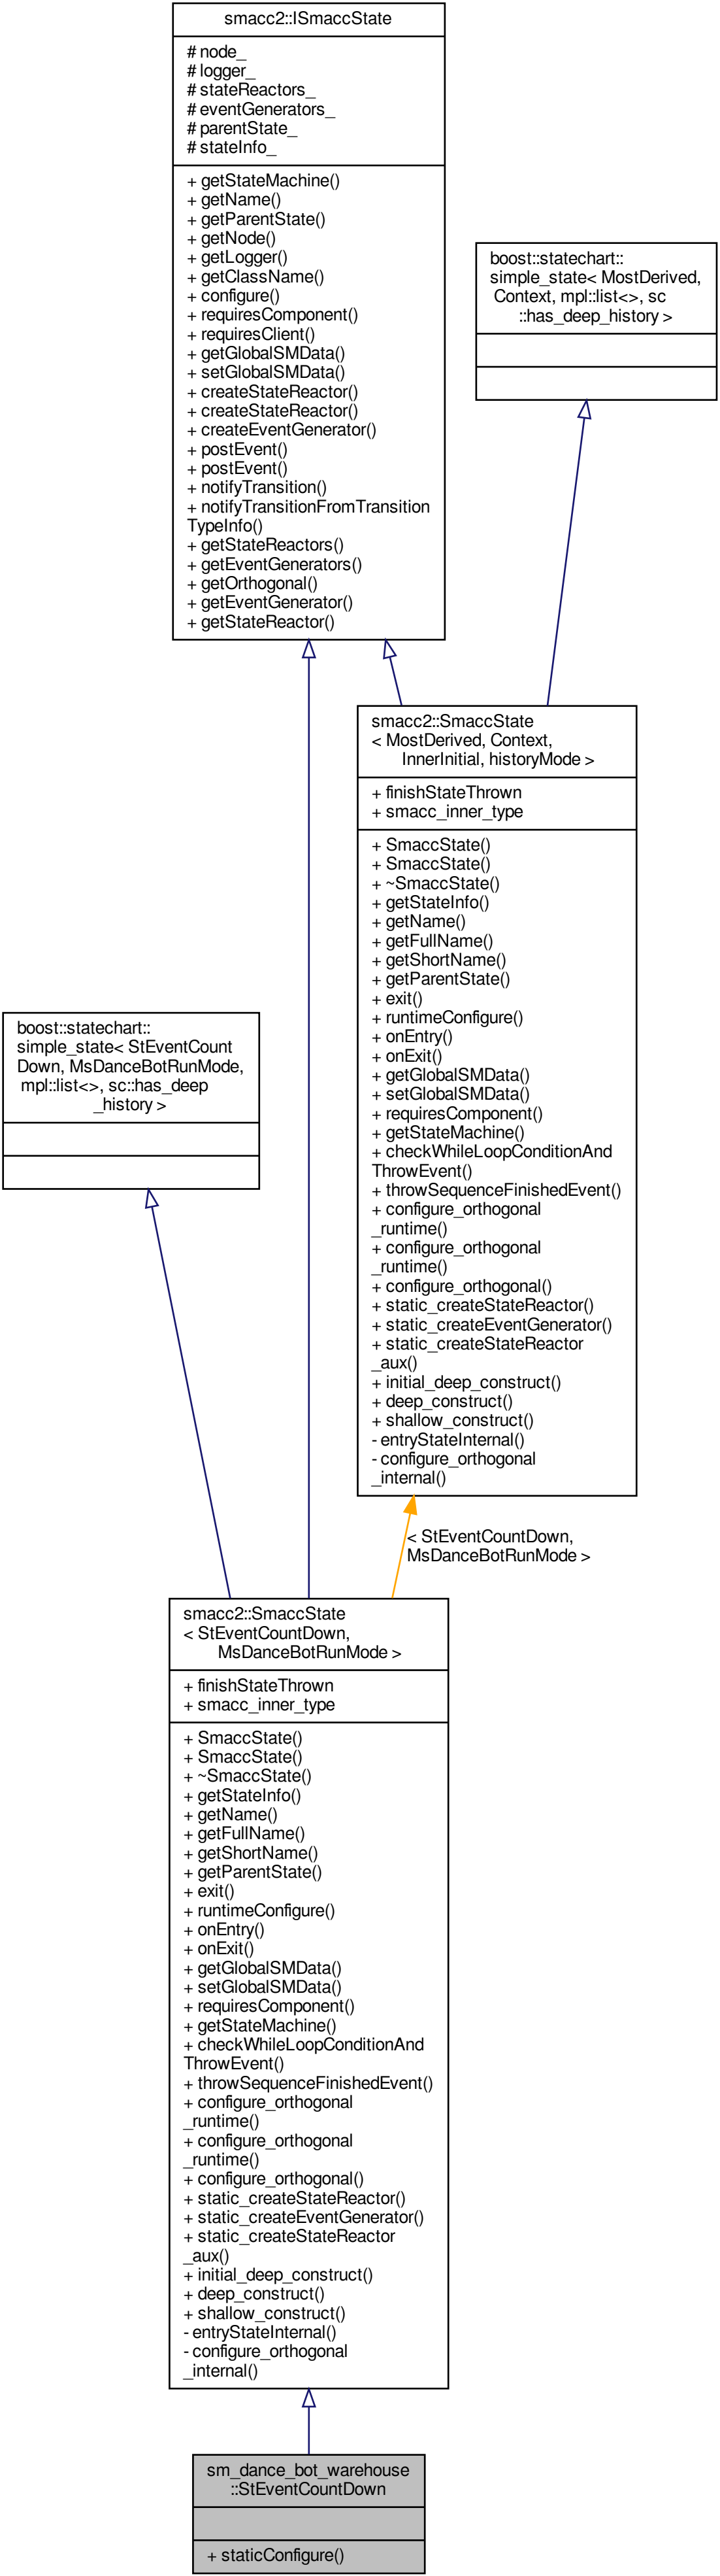 smacc2::ISmaccState
# node_
# logger_
# stateReactors_
# eventGenerators_
# parentState_
# stateInfo_
+ getStateMachine()
+ getName()
+ getParentState()
+ getNode()
+ getLogger()
+ getClassName()
+ configure()
+ requiresComponent()
+ requiresClient()
+ getGlobalSMData()
+ setGlobalSMData()
+ createStateReactor()
+ createStateReactor()
+ createEventGenerator()
+ postEvent()
+ postEvent()
+ notifyTransition()
+ notifyTransitionFromTransition
TypeInfo()
+ getStateReactors()
+ getEventGenerators()
+ getOrthogonal()
+ getEventGenerator()
+ getStateReactor()
boost::statechart::
simple_state< MostDerived,
Context, mpl::list<>, sc
::has_deep_history >
smacc2::SmaccState
< MostDerived, Context,
InnerInitial, historyMode >
+ finishStateThrown
+ smacc_inner_type
+ SmaccState()
+ SmaccState()
+ ~SmaccState()
+ getStateInfo()
+ getName()
+ getFullName()
+ getShortName()
+ getParentState()
+ exit()
+ runtimeConfigure()
+ onEntry()
+ onExit()
+ getGlobalSMData()
+ setGlobalSMData()
+ requiresComponent()
+ getStateMachine()
+ checkWhileLoopConditionAnd
ThrowEvent()
+ throwSequenceFinishedEvent()
+ configure_orthogonal
_runtime()
+ configure_orthogonal
_runtime()
+ configure_orthogonal()
+ static_createStateReactor()
+ static_createEventGenerator()
+ static_createStateReactor
_aux()
+ initial_deep_construct()
+ deep_construct()
+ shallow_construct()
- entryStateInternal()
- configure_orthogonal
_internal()
boost::statechart::
simple_state< StEventCount
Down, MsDanceBotRunMode,
mpl::list<>, sc::has_deep
_history >
< StEventCountDown,
MsDanceBotRunMode >
smacc2::SmaccState
< StEventCountDown,
MsDanceBotRunMode >
+ finishStateThrown
+ smacc_inner_type
+ SmaccState()
+ SmaccState()
+ ~SmaccState()
+ getStateInfo()
+ getName()
+ getFullName()
+ getShortName()
+ getParentState()
+ exit()
+ runtimeConfigure()
+ onEntry()
+ onExit()
+ getGlobalSMData()
+ setGlobalSMData()
+ requiresComponent()
+ getStateMachine()
+ checkWhileLoopConditionAnd
ThrowEvent()
+ throwSequenceFinishedEvent()
+ configure_orthogonal
_runtime()
+ configure_orthogonal
_runtime()
+ configure_orthogonal()
+ static_createStateReactor()
+ static_createEventGenerator()
+ static_createStateReactor
_aux()
+ initial_deep_construct()
+ deep_construct()
+ shallow_construct()
- entryStateInternal()
- configure_orthogonal
_internal()
sm_dance_bot_warehouse
::StEventCountDown
+ staticConfigure()